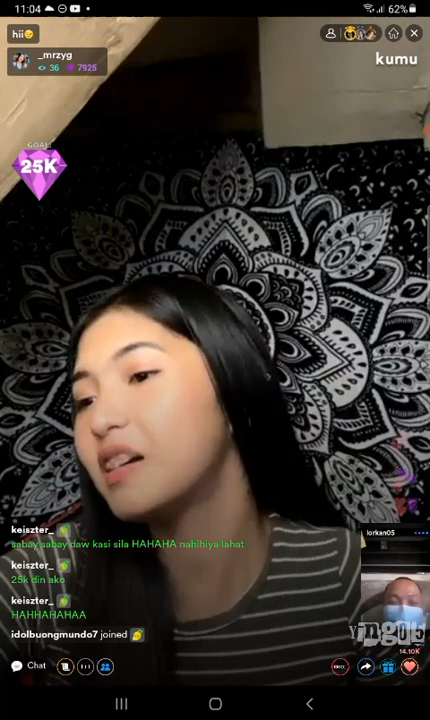 11:04
62%
hii😏
_mrzyg
36 7925
kumu
GOAL:
25K
keiszter_
sabay sabay daw kasi sila HAHAHA nahihiya lahat
keiszter_
25k din ako
keiszter_
HAHHAHAHAA
idolbuongmundo7 joined
lorkan05
14.10K
Chat